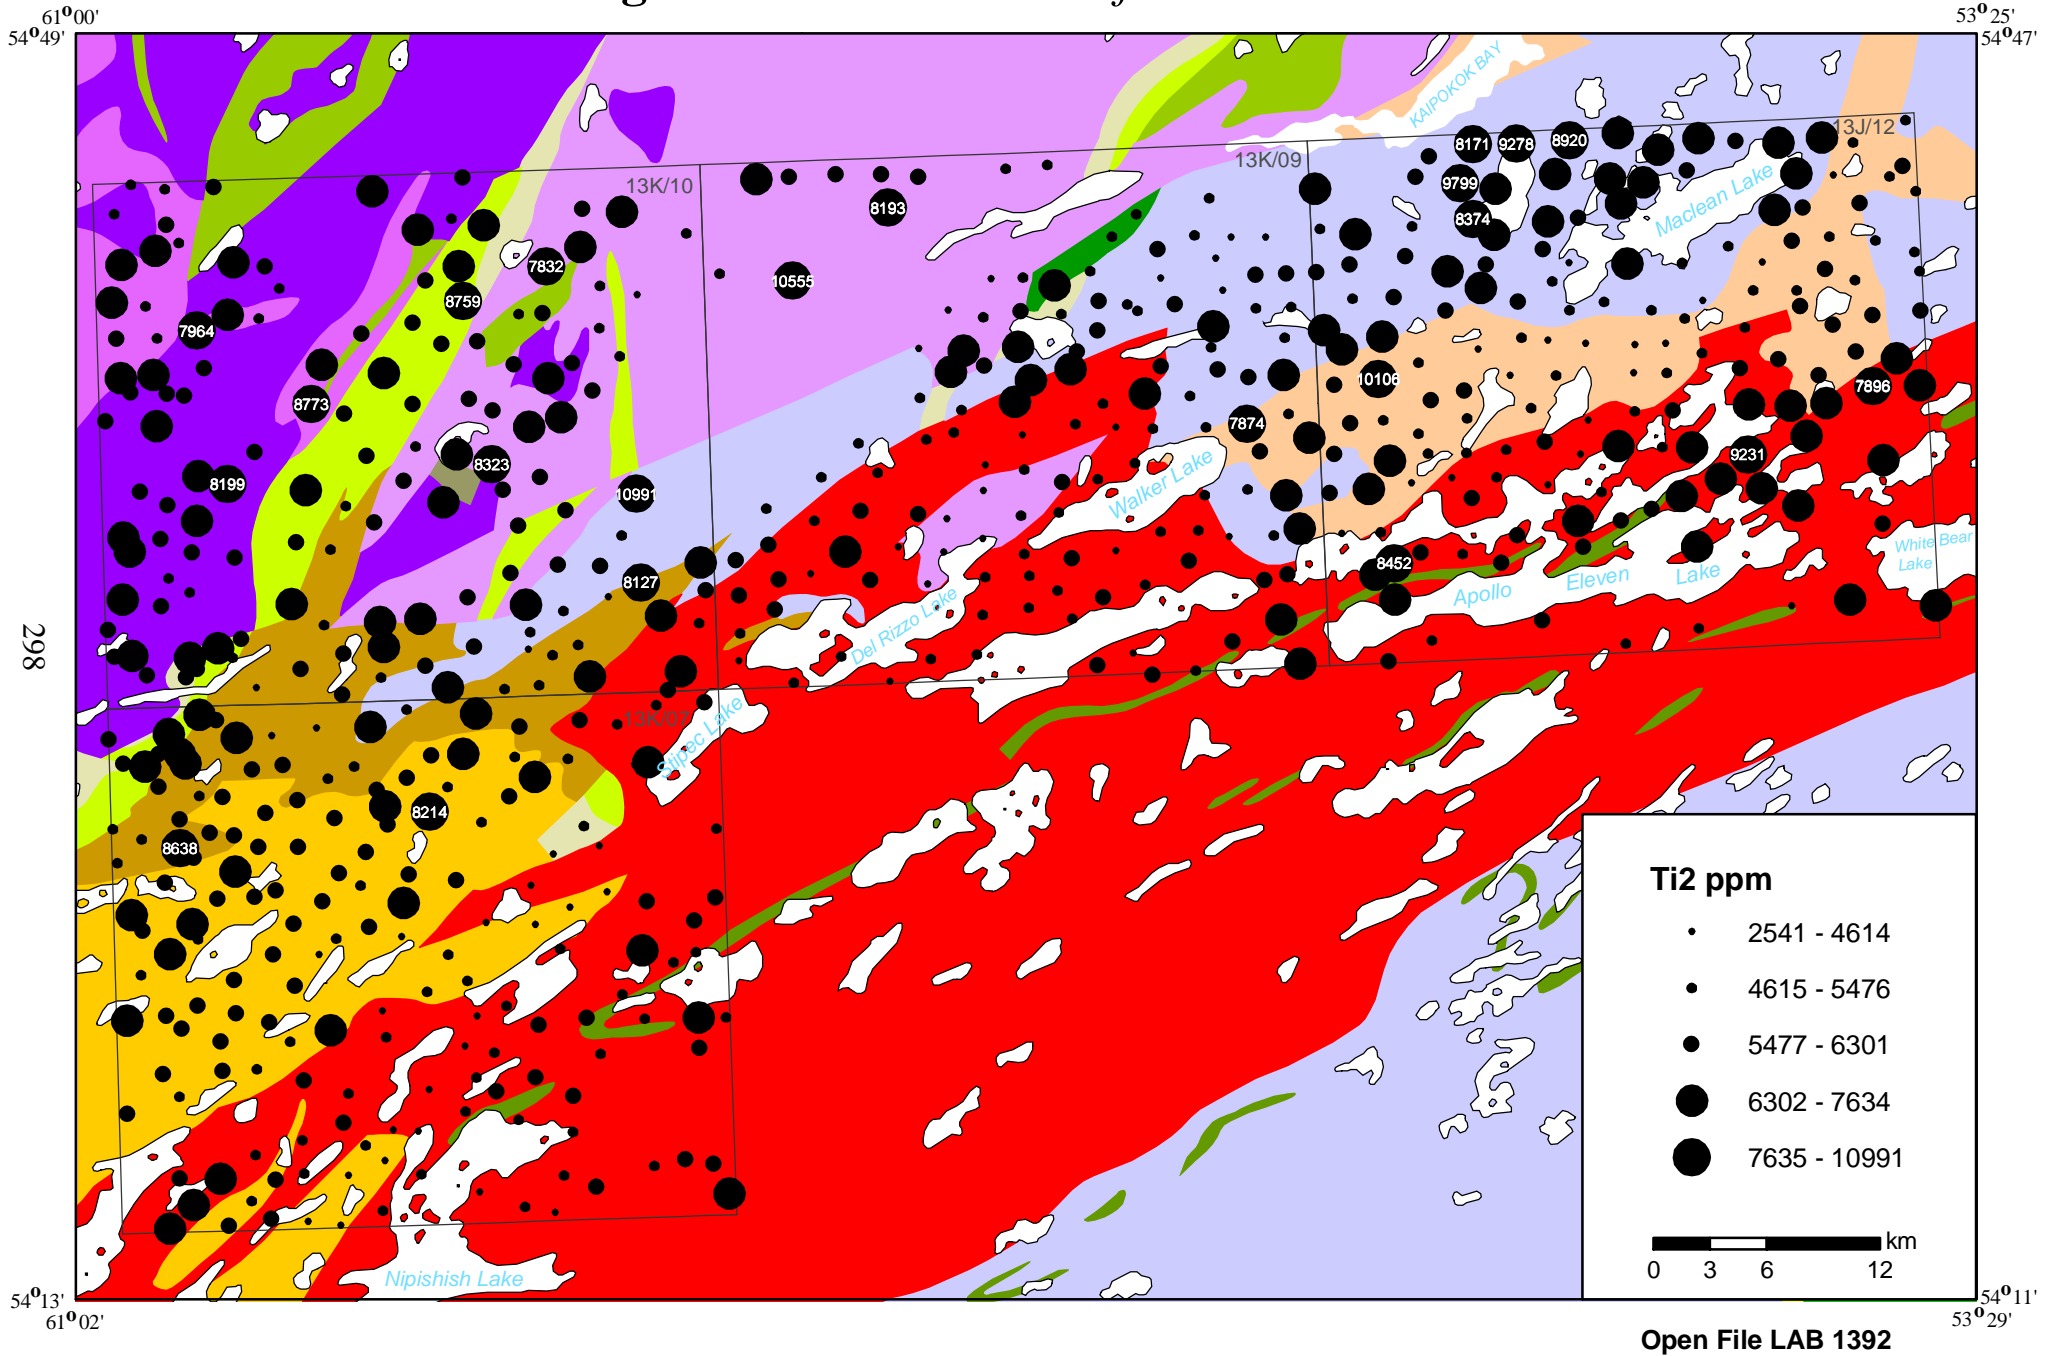 61°00'
53°25'
54°49'
54°47'
KAIPOKOK BAY
13J/12
8171 9278 8920
13K/09
13K/10
9799
Maclean Lake
8193
8374
7832
10555
8759
7964
10106
7896
8773
7874
9231
8323
Walker Lake
8199
10991
White Bear
Lake
8452
8127
Apollo Eleven Lake
Del Rizzo Lake
298
13K/07
Stipec Lake
8214
8638
Ti2 ppm
2541 - 4614
4615 - 5476
5477 - 6301
6302 - 7634
7635 - 10991
km
0 3 6 12
Nipishish Lake
54°13'
54°11'
61°02'
53°29'
Open File LAB 1392